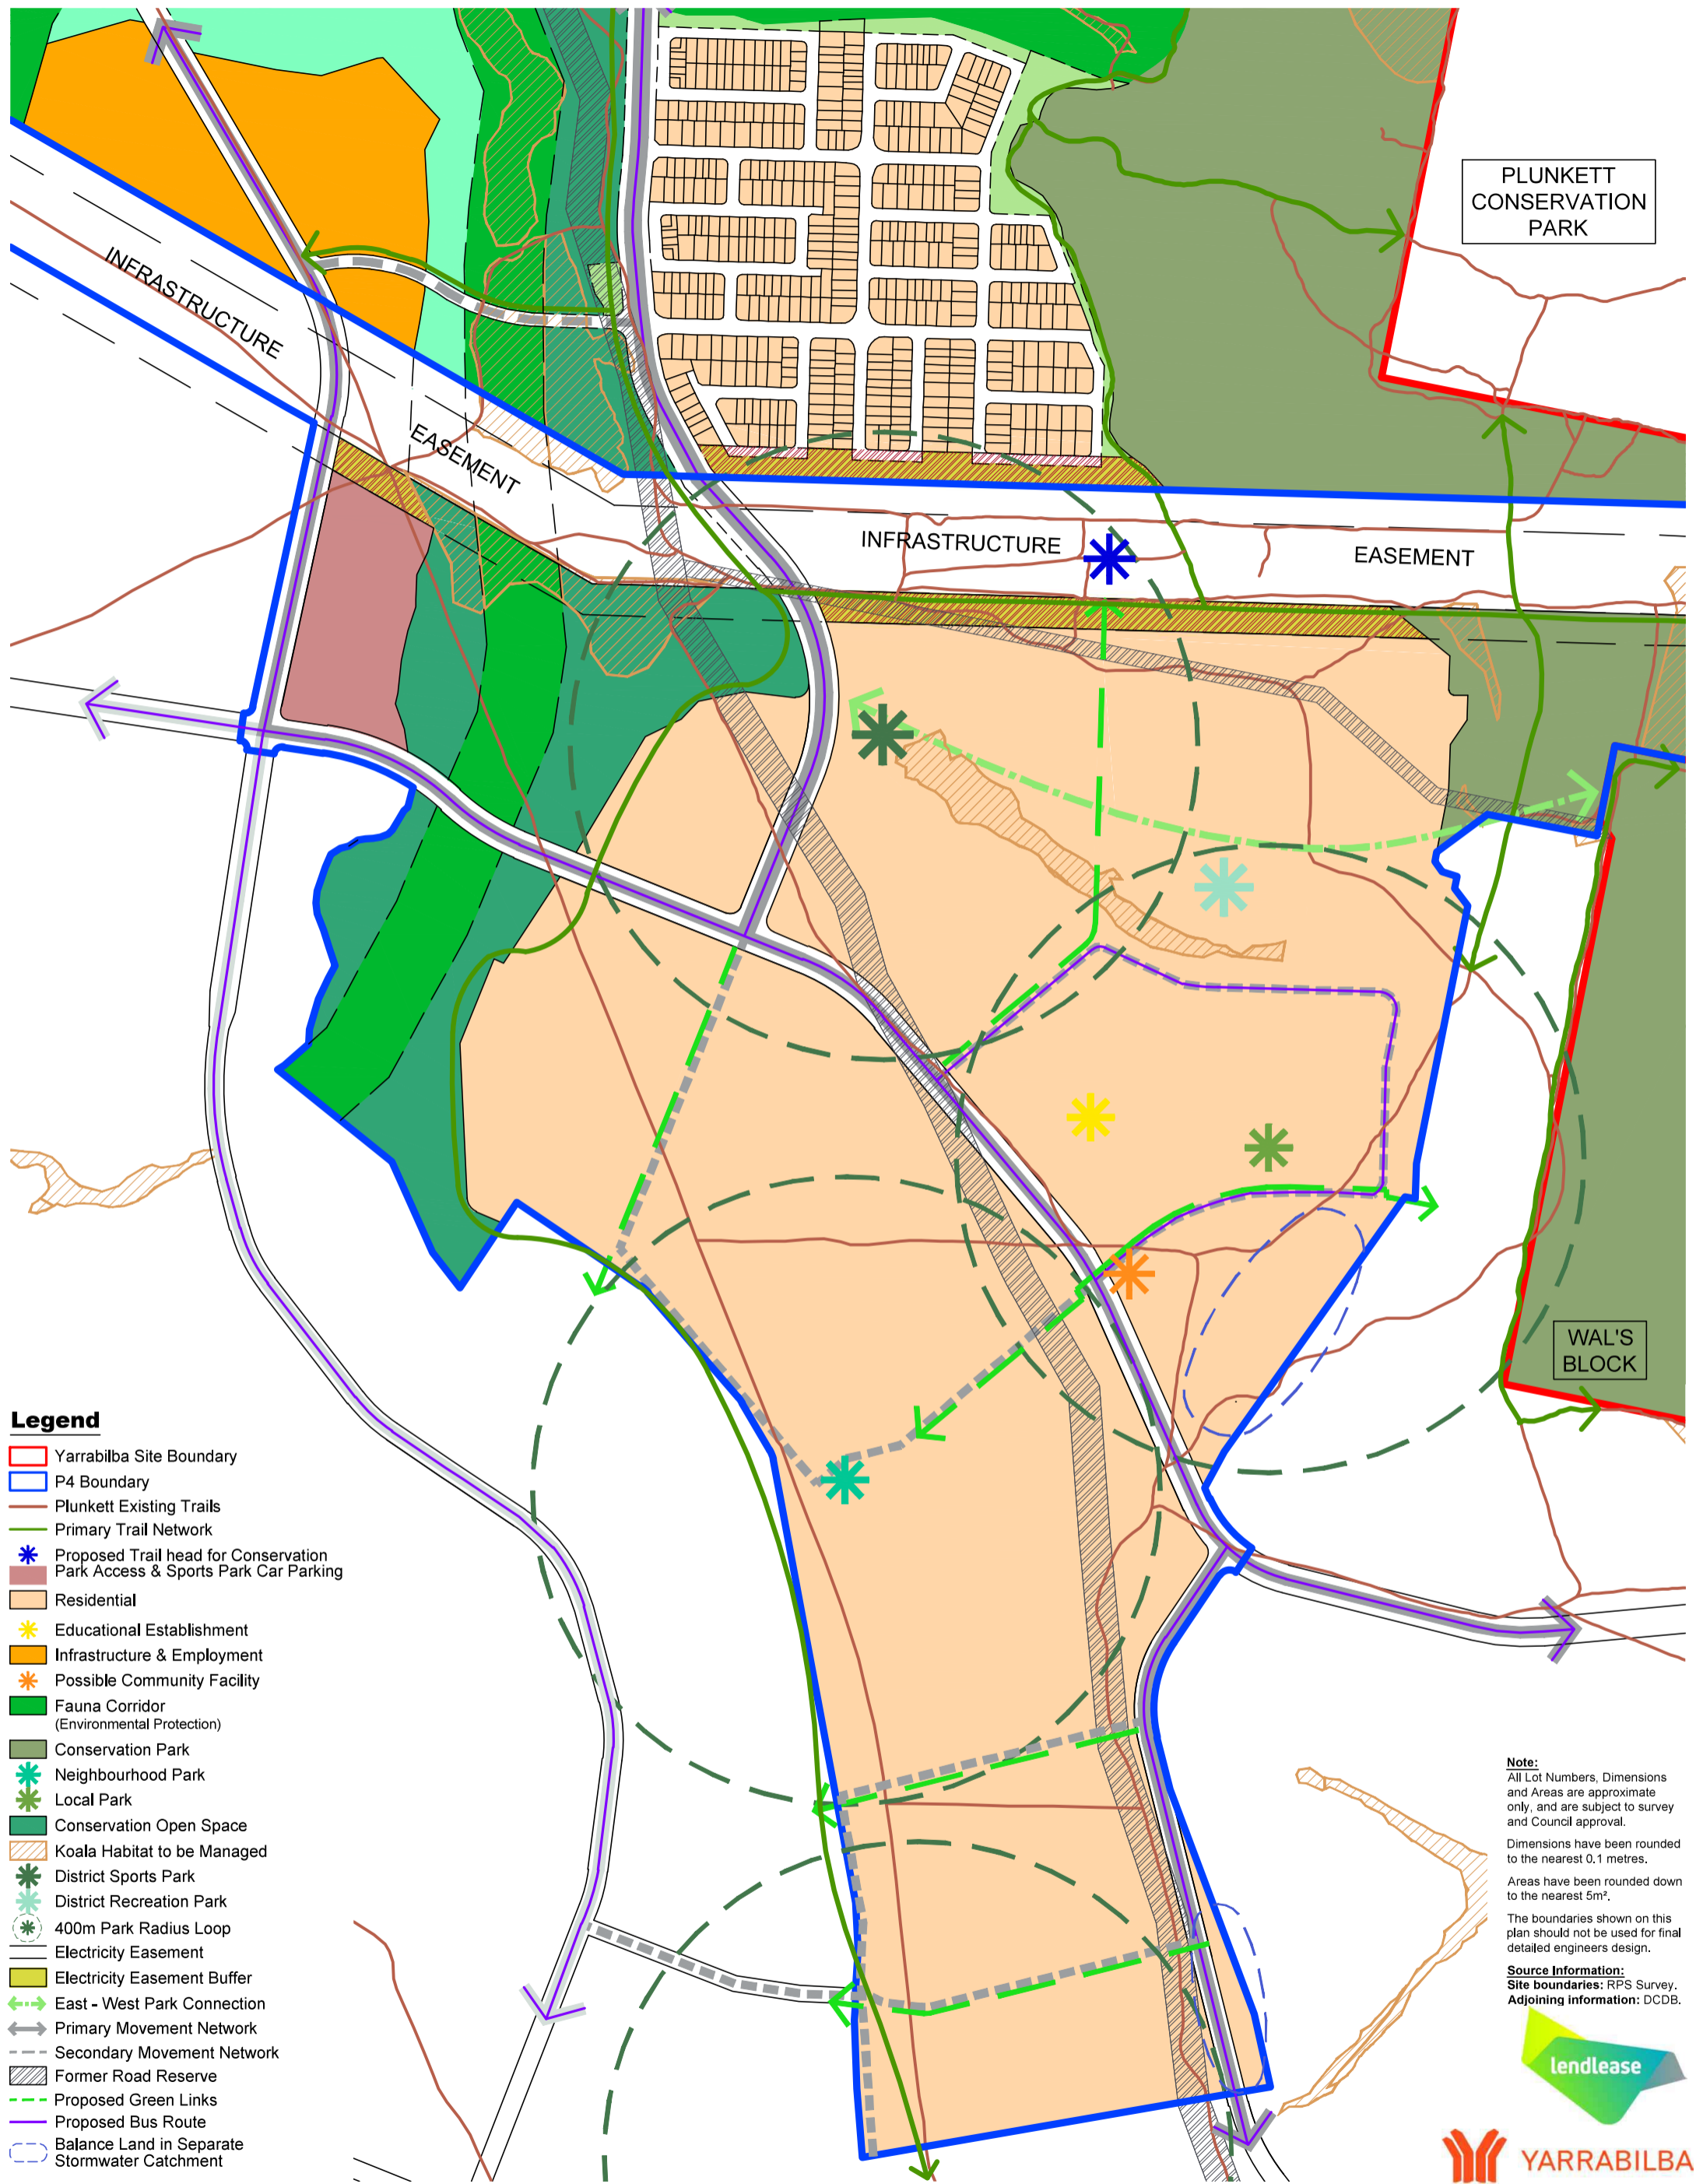 PLUNKETT
CONSERVATION
PARK
INFRASTRUCTURE
EASEMENT
INFRASTRUCTURE
EASEMENT
WAL'S
BLOCK
Legend
Yarrabilba Site Boundary
P4 Boundary
Plunkett Existing Trails
Primary Trail Network
Proposed Trail head for Conservation
Park Access & Sports Park Car Parking
Residential
Educational Establishment
Infrastructure & Employment
Possible Community Facility
Fauna Corridor
(Environmental Protection)
Conservation Park
Neighbourhood Park
Local Park
Conservation Open Space
Koala Habitat to be Managed
District Sports Park
District Recreation Park
400m Park Radius Loop
Electricity Easement
Electricity Easement Buffer
East - West Park Connection
Primary Movement Network
Secondary Movement Network
Former Road Reserve
Proposed Green Links
Proposed Bus Route
Balance Land in Separate
Stormwater Catchment
Note:
All Lot Numbers, Dimensions
and Areas are approximate
only, and are subject to survey
and Council approval.
Dimensions have been rounded
to the nearest 0.1 metres.
Areas have been rounded down
to the nearest 5m².
The boundaries shown on this
plan should not be used for final
detailed engineers design.
Source Information:
Site boundaries: RPS Survey.
Adjoining information: DCDB.
lendlease
YARRABILBA